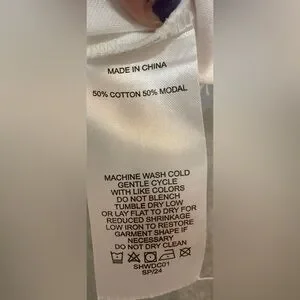 MADE IN CHINA
50% COTTON 50% MODAL
MACHINE WASH COLD
GENTLE CYCLE
WITH LIKE COLORS
DO NOT BLENCH
TUMBLE DRY LOW
OR LAY FLAT TO DRY FOR
REDUCED SHRINKAGE
LOW IRON TO RESTORE
GARMENT SHAPE IF
NECESSARY
DO NOT DRY CLEAN
SHWDC01
SP/24